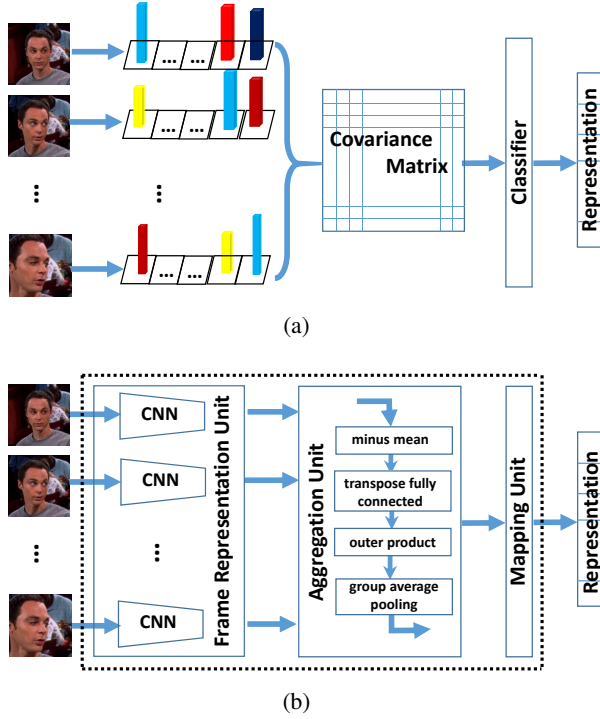 ... ...
... ...
...
...
... ...
Covariance
Matrix
Classifier
Representation
(a)
CNN
CNN
...
...
CNN
Frame Representation Unit
Aggregation Unit
minus mean
transpose fully
connected
outer product
group average
pooling
Mapping Unit
Representation
(b)